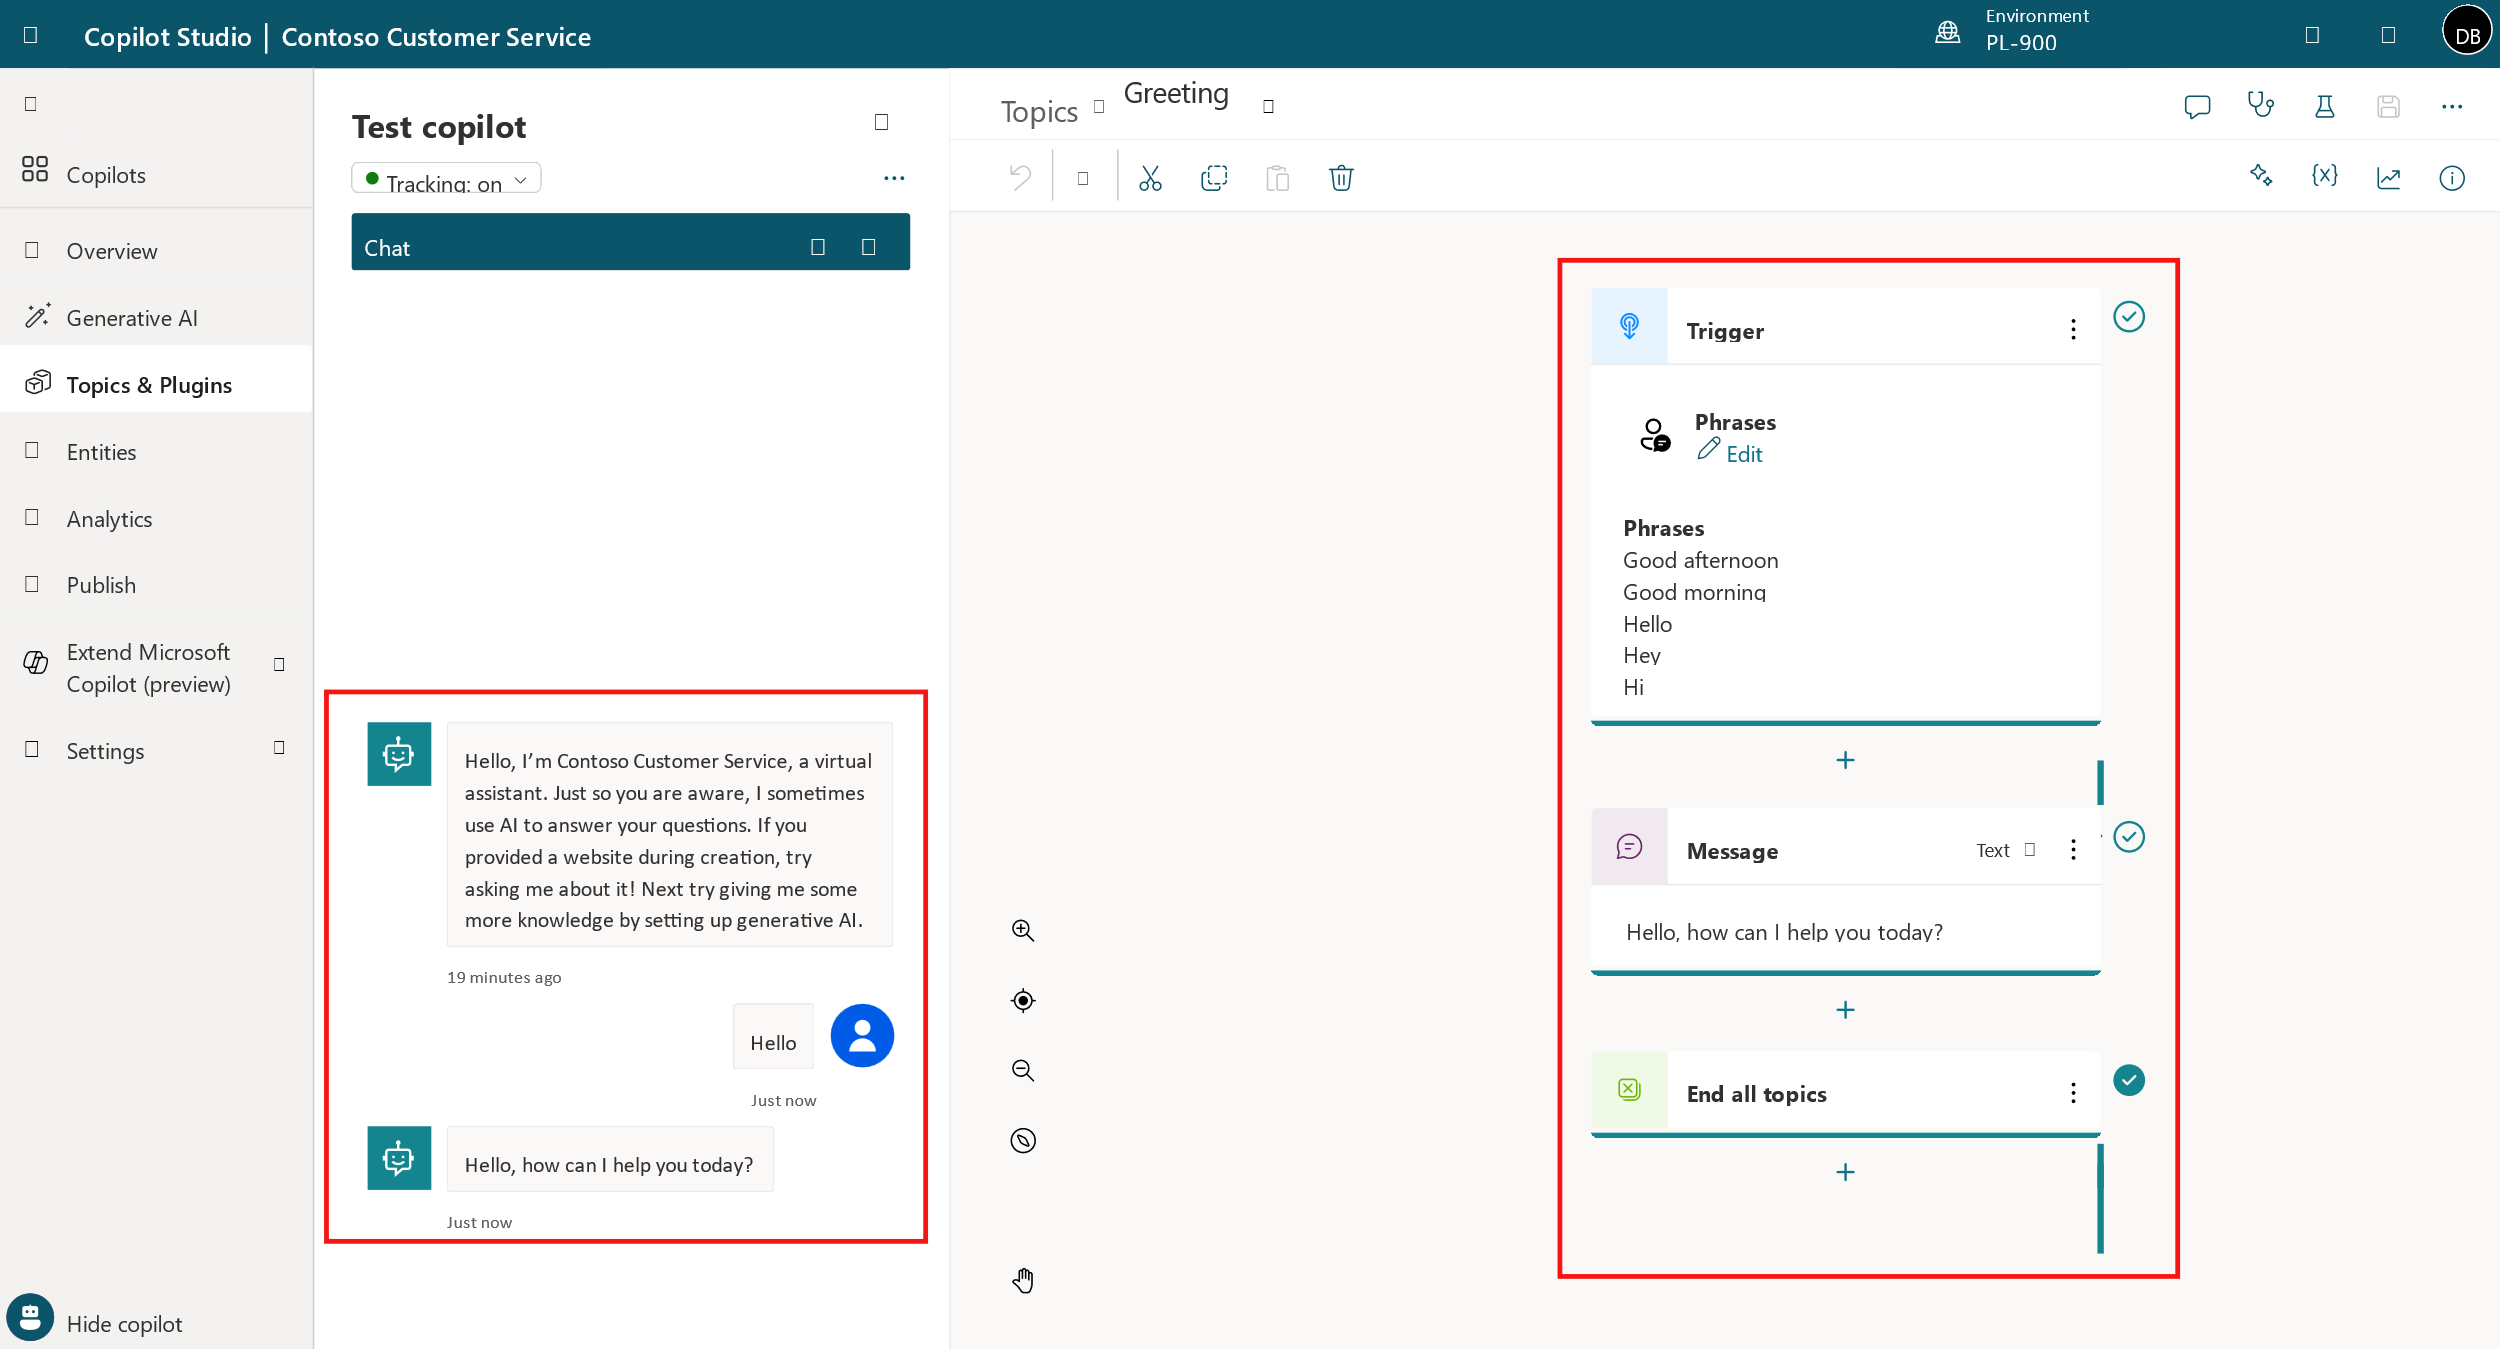 Copilot Studio | Contoso Customer Service
Environment
PL-900
DB
Copilots
Overview
Generative AI
Topics & Plugins
Entities
Analytics
Publish
Extend Microsoft
Copilot (preview)
Settings
Hide copilot
Test copilot
Tracking: on
Chat
Hello, I'm Contoso Customer Service, a virtual
assistant. Just so you are aware, I sometimes
use AI to answer your questions. If you
provided a website during creation, try
asking me about it! Next try giving me some
more knowledge by setting up generative AI.
19 minutes ago
Hello
Just now
Hello, how can I help you today?
Just now
Topics
Greeting
{x}
Trigger
Phrases
Edit
Phrases
Good afternoon
Good morning
Hello
Hey
Hi
Message
Text
Hello, how can I help you today?
End all topics